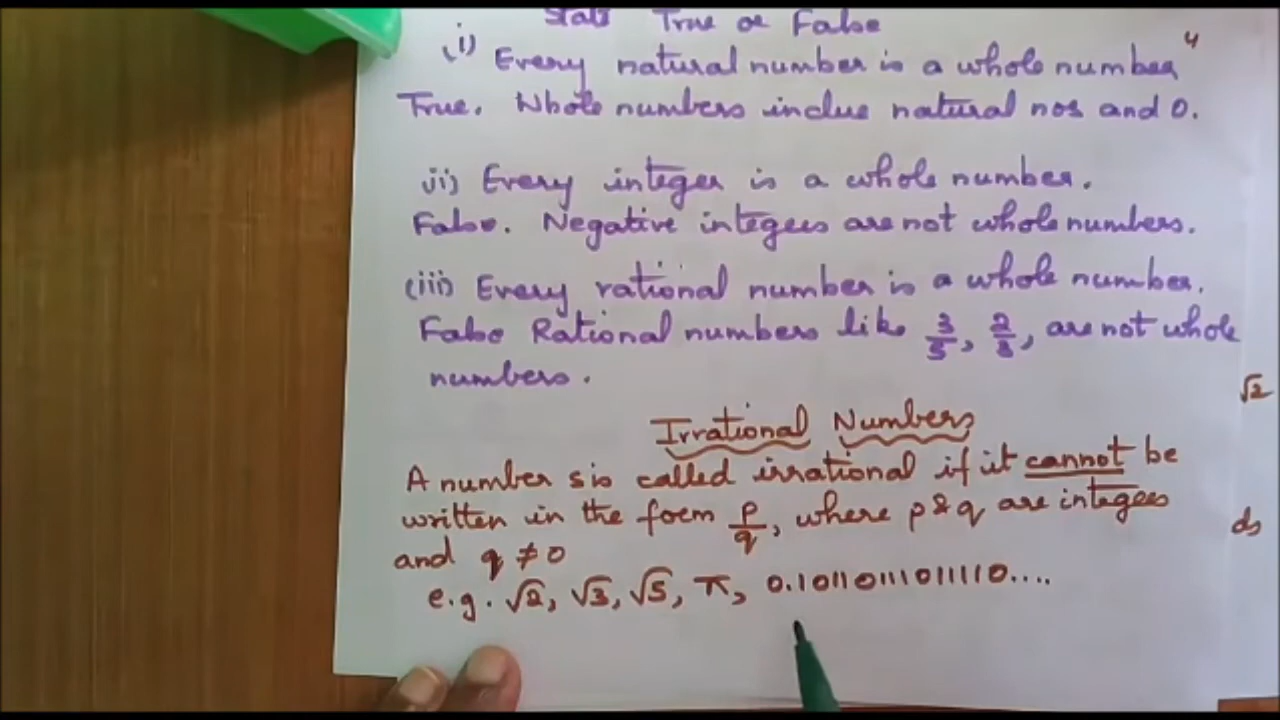 State True or False
(i) Every natural number is a whole number
True. Whole numbers inclue natural nos and 0.
ii) Every integer is a whole number.
False. Negative integers are not whole numbers.
(iii) Every rational number is a whole number.
False Rational numbers like 3/5, 2/3, are not whole
numbers.
Irrational Numbers
A number s is called irrational if it cannot be
written in the form p/q, where p & q are integers
and q ≠ 0
e.g. √2, √3, √5, π, 0.1011011101110....
√2